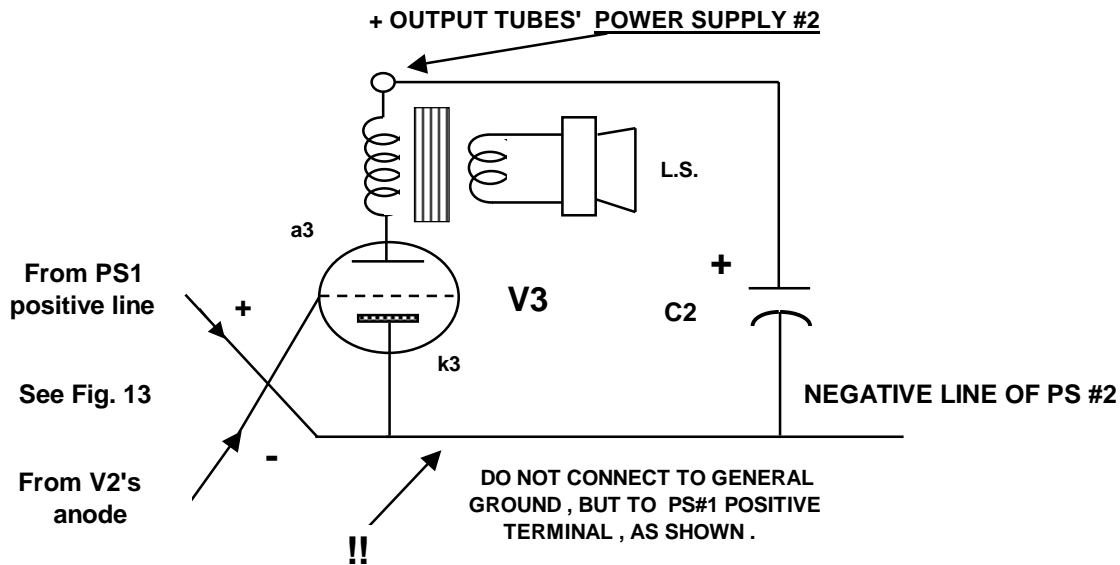 + OUTPUT TUBES' POWER SUPPLY #2
L.S.
a3
From PS1
positive line
+
+
V3
C2
k3
See Fig. 13
NEGATIVE LINE OF PS #2
-
From V2's
anode
DO NOT CONNECT TO GENERAL
GROUND , BUT TO PS#1 POSITIVE
TERMINAL , AS SHOWN .
!!